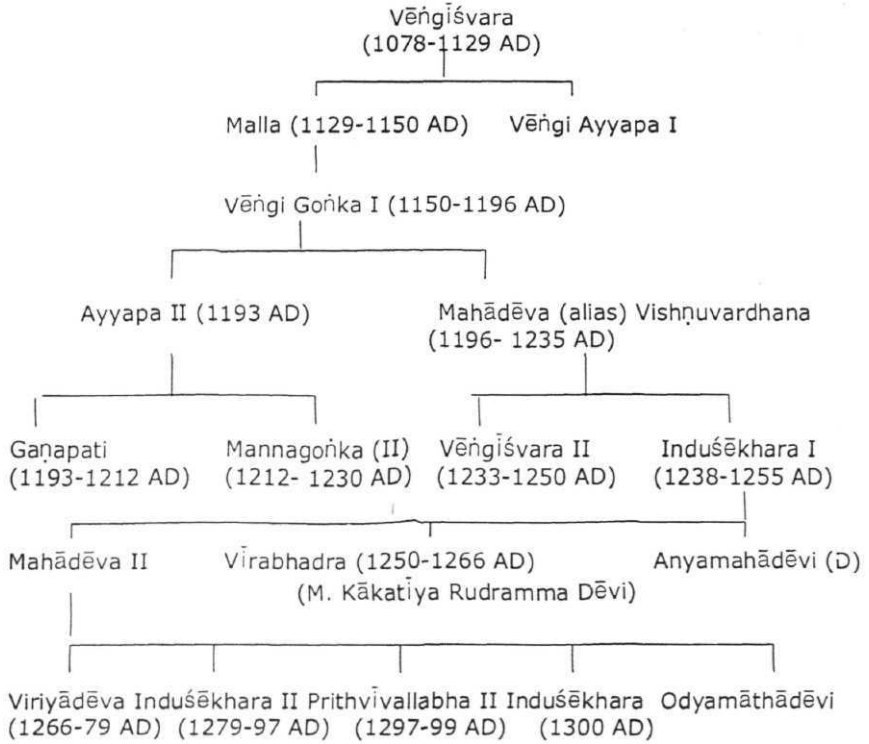 Vēṅgīśvara
(1078-1129 AD)
Malla (1129-1150 AD) Vēṅgi Ayyapa I
Vēṅgi Goṅka I (1150-1196 AD)
Ayyapa II (1193 AD) Mahādēva (alias) Vishṇuvardhana
(1196- 1235 AD)
Gaṇapati Mannagoṅka (II) Vēṅgīśvara II Induśēkhara I
(1193-1212 AD) (1212- 1230 AD) (1233-1250 AD) (1238-1255 AD)
Mahādēva II Vīrabhadra (1250-1266 AD) Anyamahādēvi (D)
(M. Kākatīya Rudramma Dēvi)
Viriyādēva Induśēkhara II Prithvīvallabha II Induśēkhara Odyamāthādēvi
(1266-79 AD) (1279-97 AD) (1297-99 AD) (1300 AD)